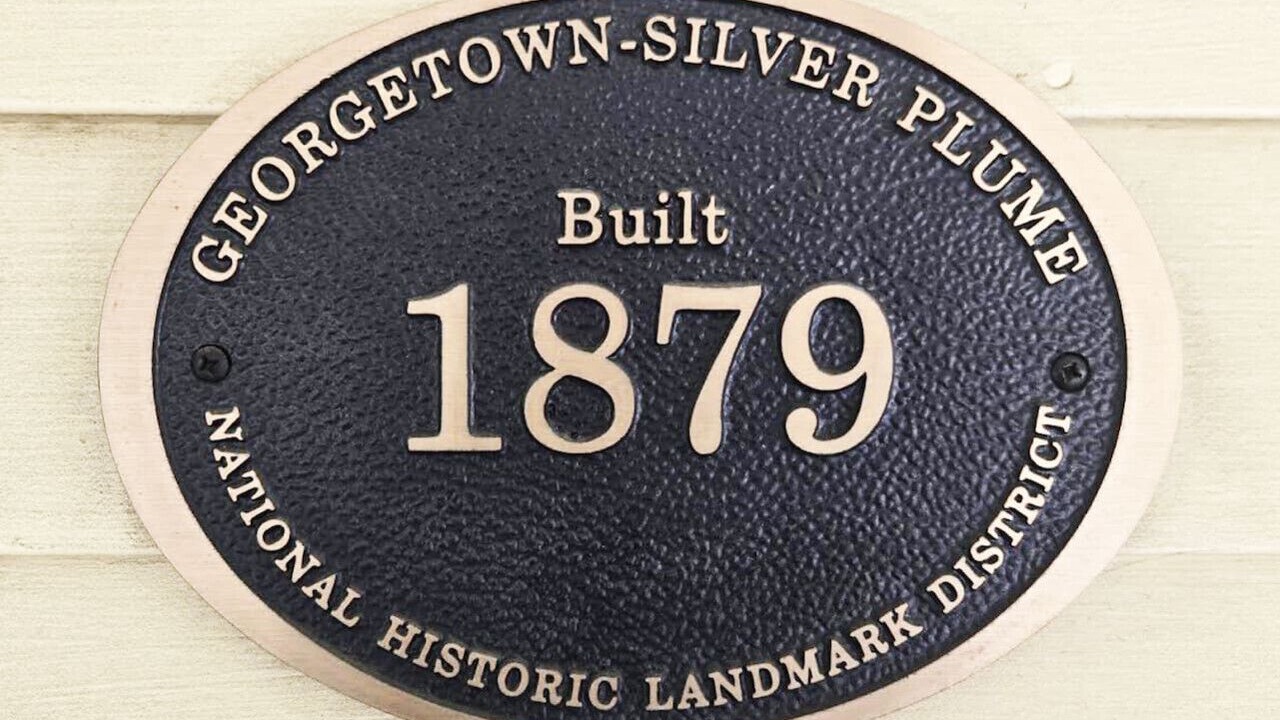 GEORGETOWN-SILVER PLUME
Built
1879
NATIONAL HISTORIC LANDMARK DISTRICT